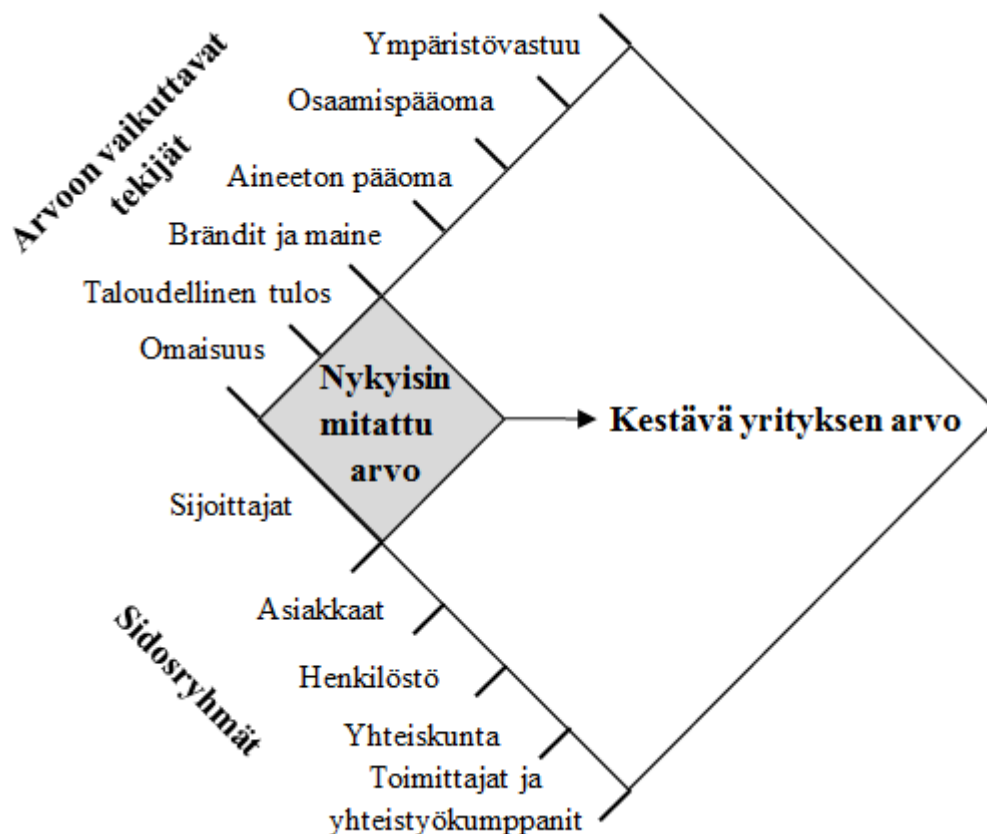 Arvoon vaikuttavat
tekijät
Ympäristövastuu
Osaamispääoma
Aineeton pääoma
Brändit ja maine
Taloudellinen tulos
Omaisuus
Nykyisin
mitattu
arvo
Kestävä yrityksen arvo
Sijoittajat
Asiakkaat
Henkilöstö
Yhteiskunta
Toimittajat ja
yhteistyökumppanit
Sidosryhmät